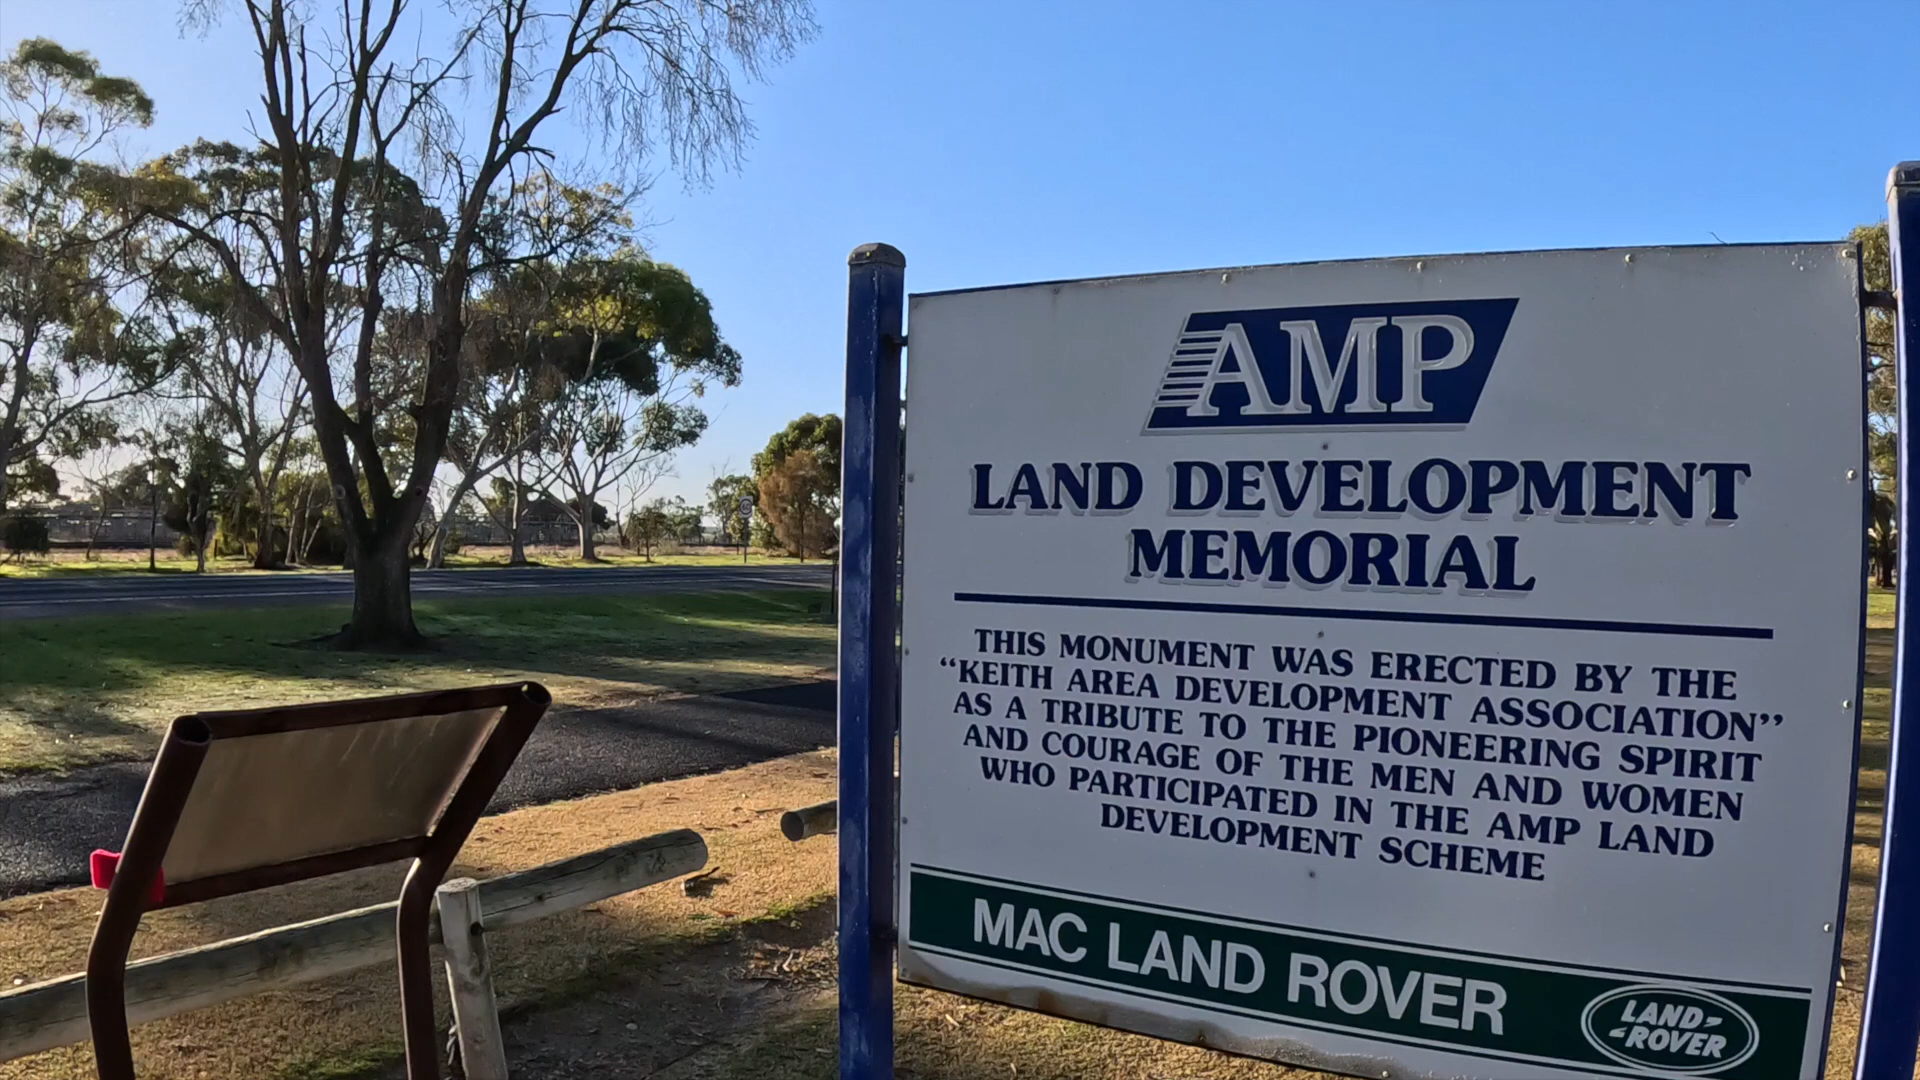 AMP
LAND DEVELOPMENT
MEMORIAL
THIS MONUMENT WAS ERECTED BY THE
“KEITH AREA DEVELOPMENT ASSOCIATION”
AS A TRIBUTE TO THE PIONEERING SPIRIT
AND COURAGE OF THE MEN AND WOMEN
WHO PARTICIPATED IN THE AMP LAND
DEVELOPMENT SCHEME
MAC LAND ROVER
LAND-
-ROVER